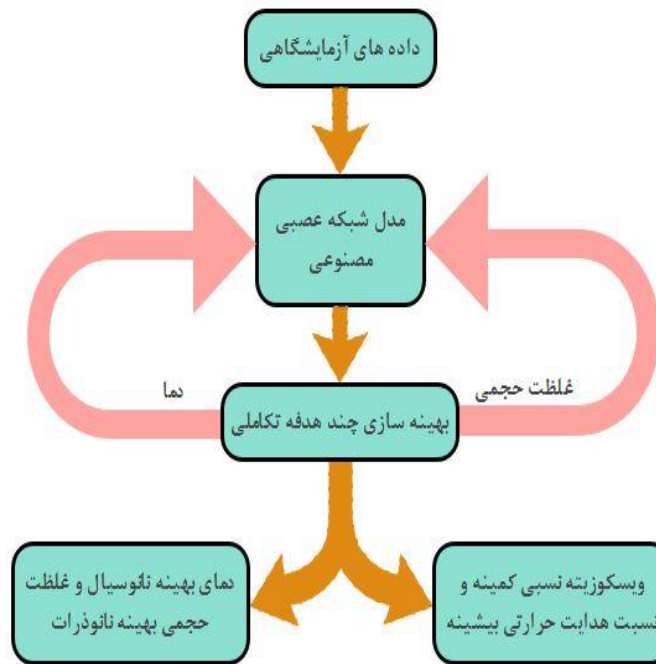 داده های آزمایشگاهی
مدل شبکه عصبی
مصنوعی
غلظت حجمی
دما
بهینه سازی چند هدفه تکاملی
ویسکوزیته نسبی کمینه و
نسبت هدایت حرارتی بیشینه
دمای بهینه نانوسیال و غلظت
حجمی بهینه نانوذرات